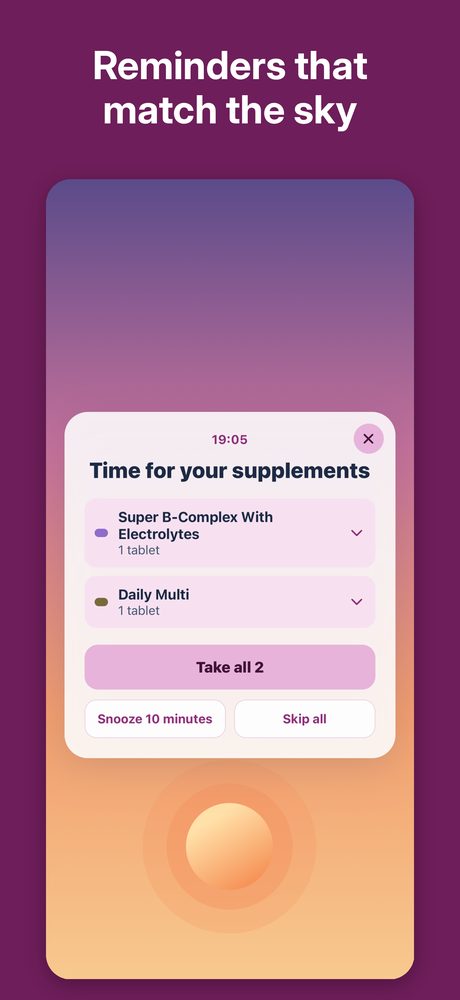 Reminders that
match the sky
19:05
Time for your supplements
Super B-Complex With
Electrolytes
1 tablet
Daily Multi
1 tablet
Take all 2
Snooze 10 minutes
Skip all